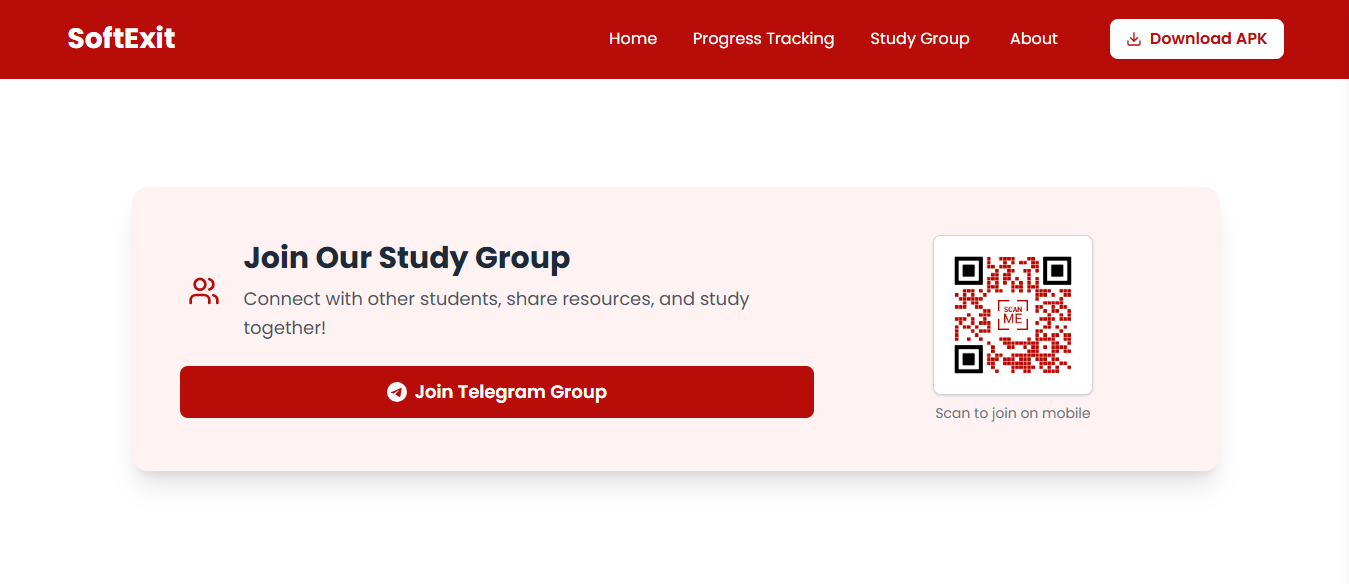 SoftExit
Home
Progress Tracking
Study Group
About
Download APK
Join Our Study Group
Connect with other students, share resources, and study
together!
Join Telegram Group
SCAN
ME
Scan to join on mobile